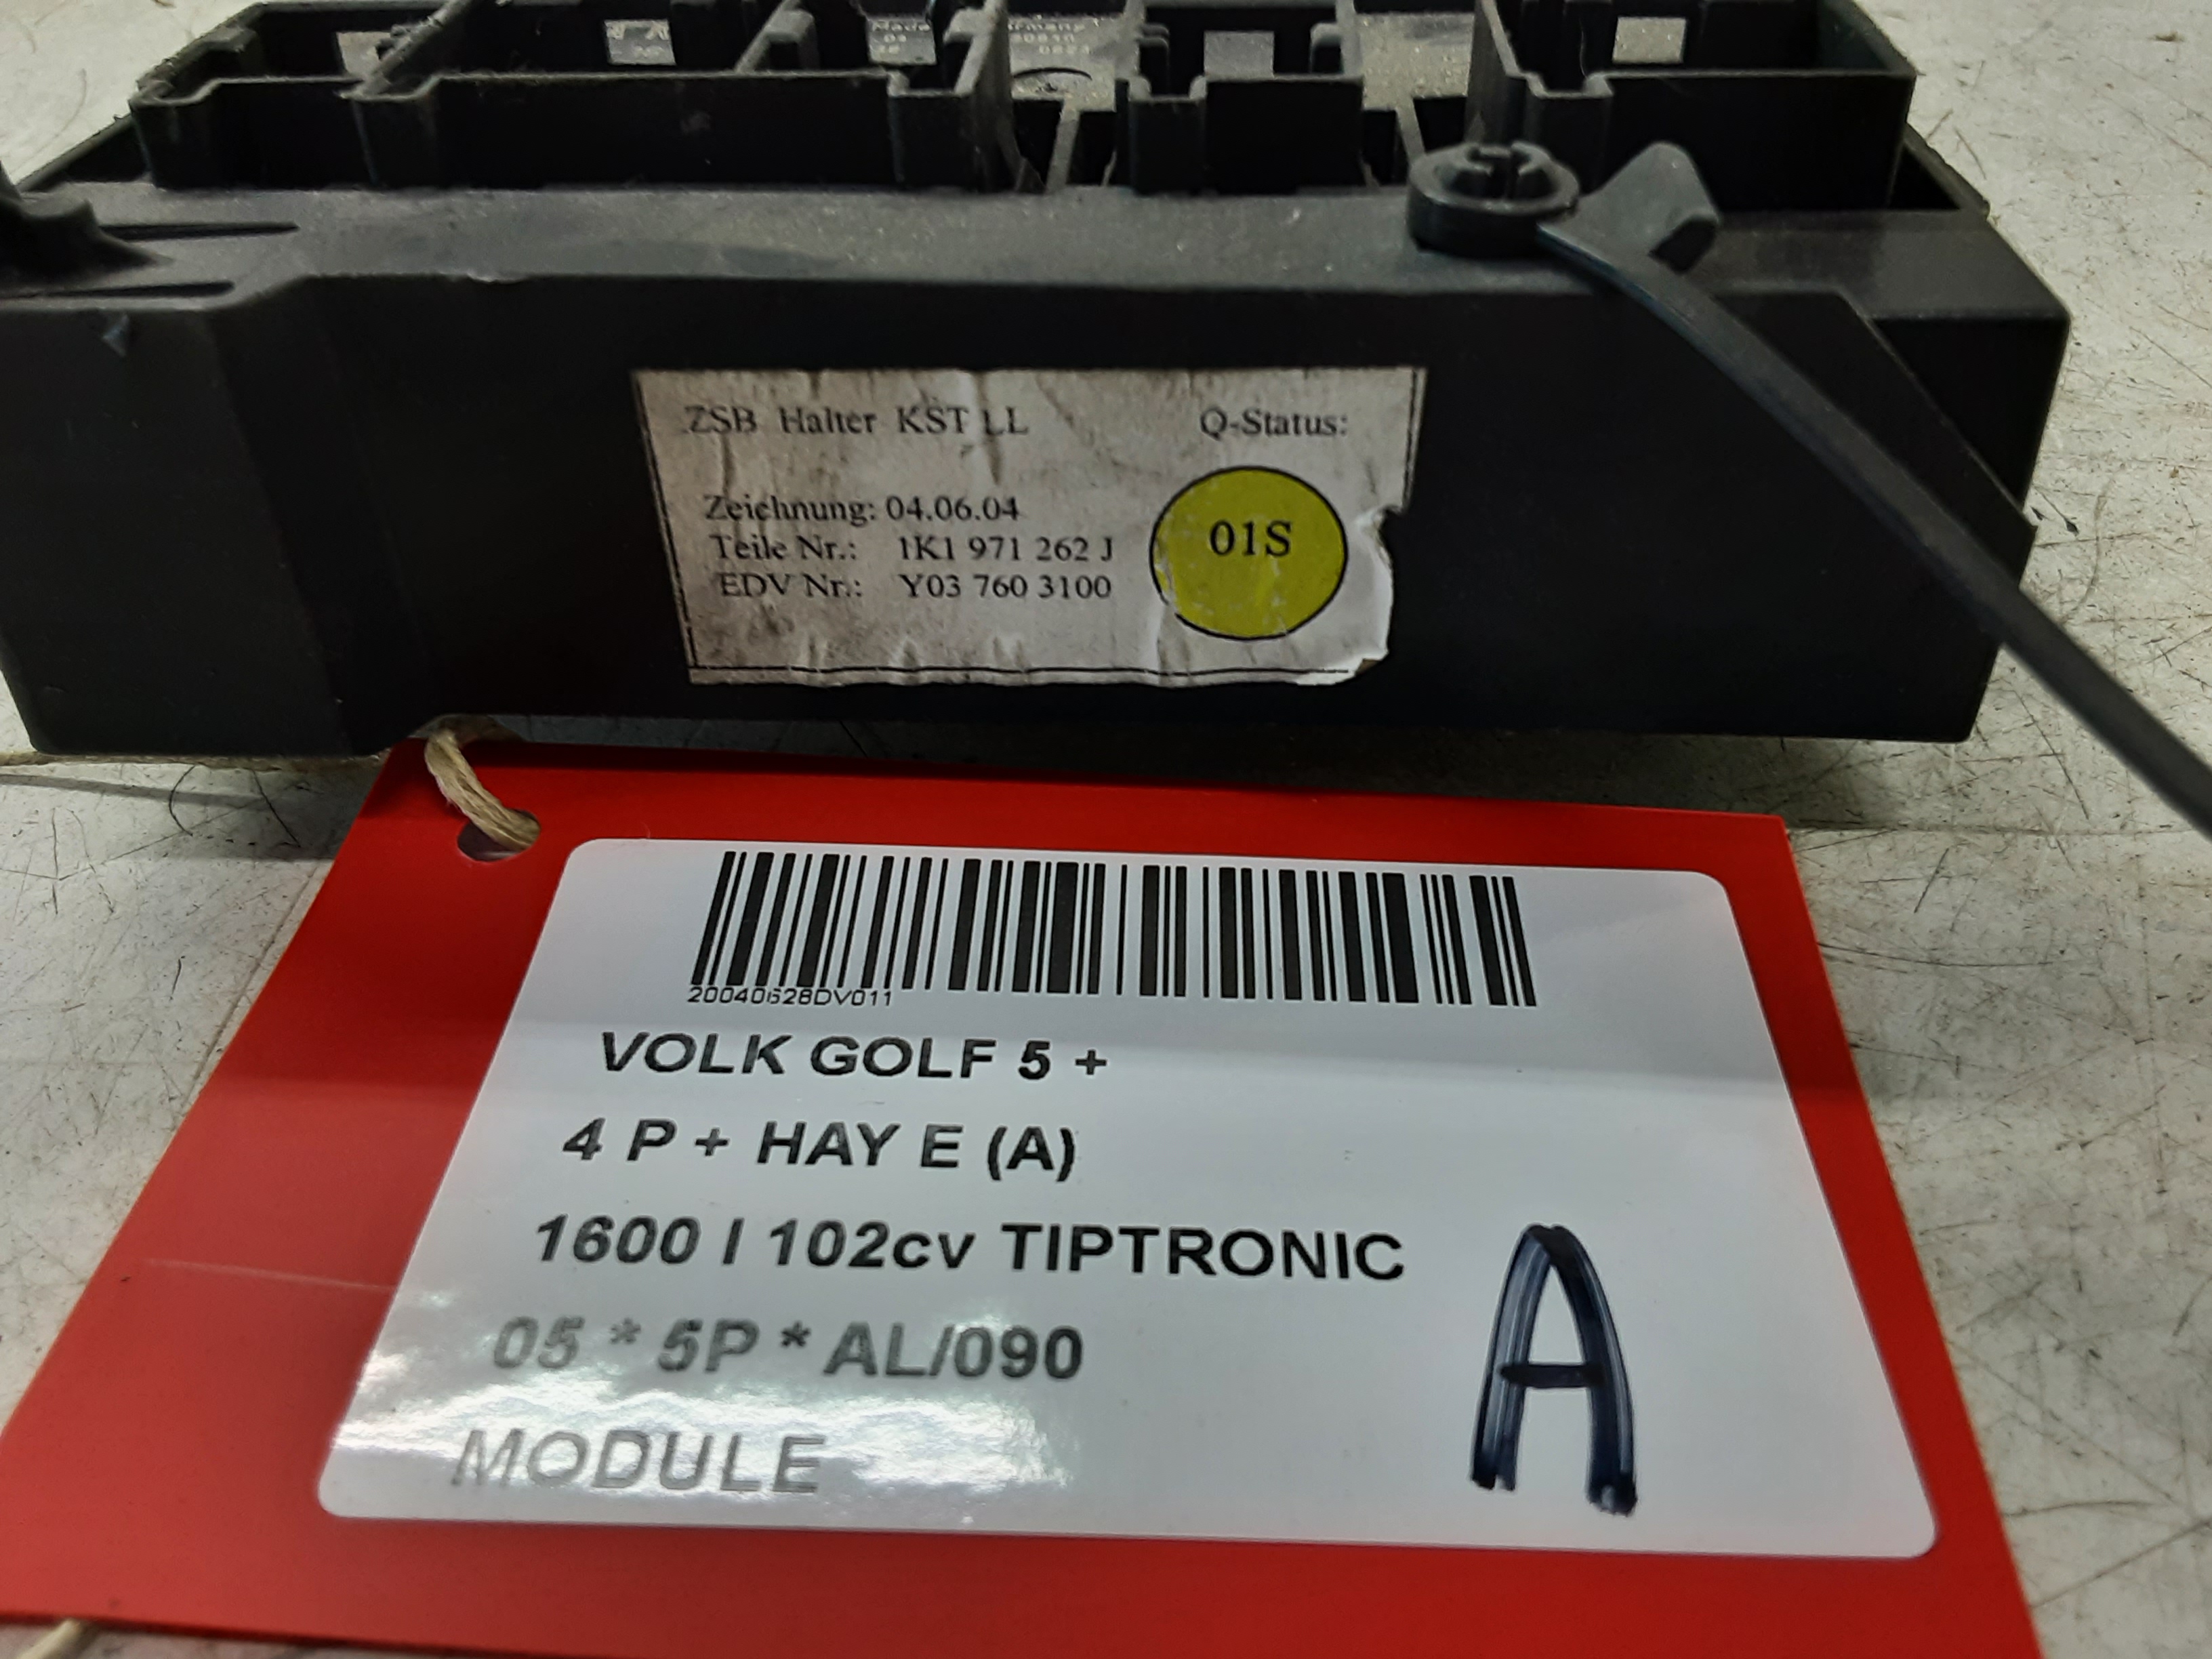 Made
ZSB Halter KST LL Q-Status:
Zeichnung: 04.06.04
Teile Nr.: 1K1 971 262 J
EDV Nr.: Y03 760 3100
01S
20040628DV011
VOLK GOLF 5 +
4 P + HAY E (A)
1600 I 102cv TIPTRONIC
05 * 5P * AL/090
MODULE
A